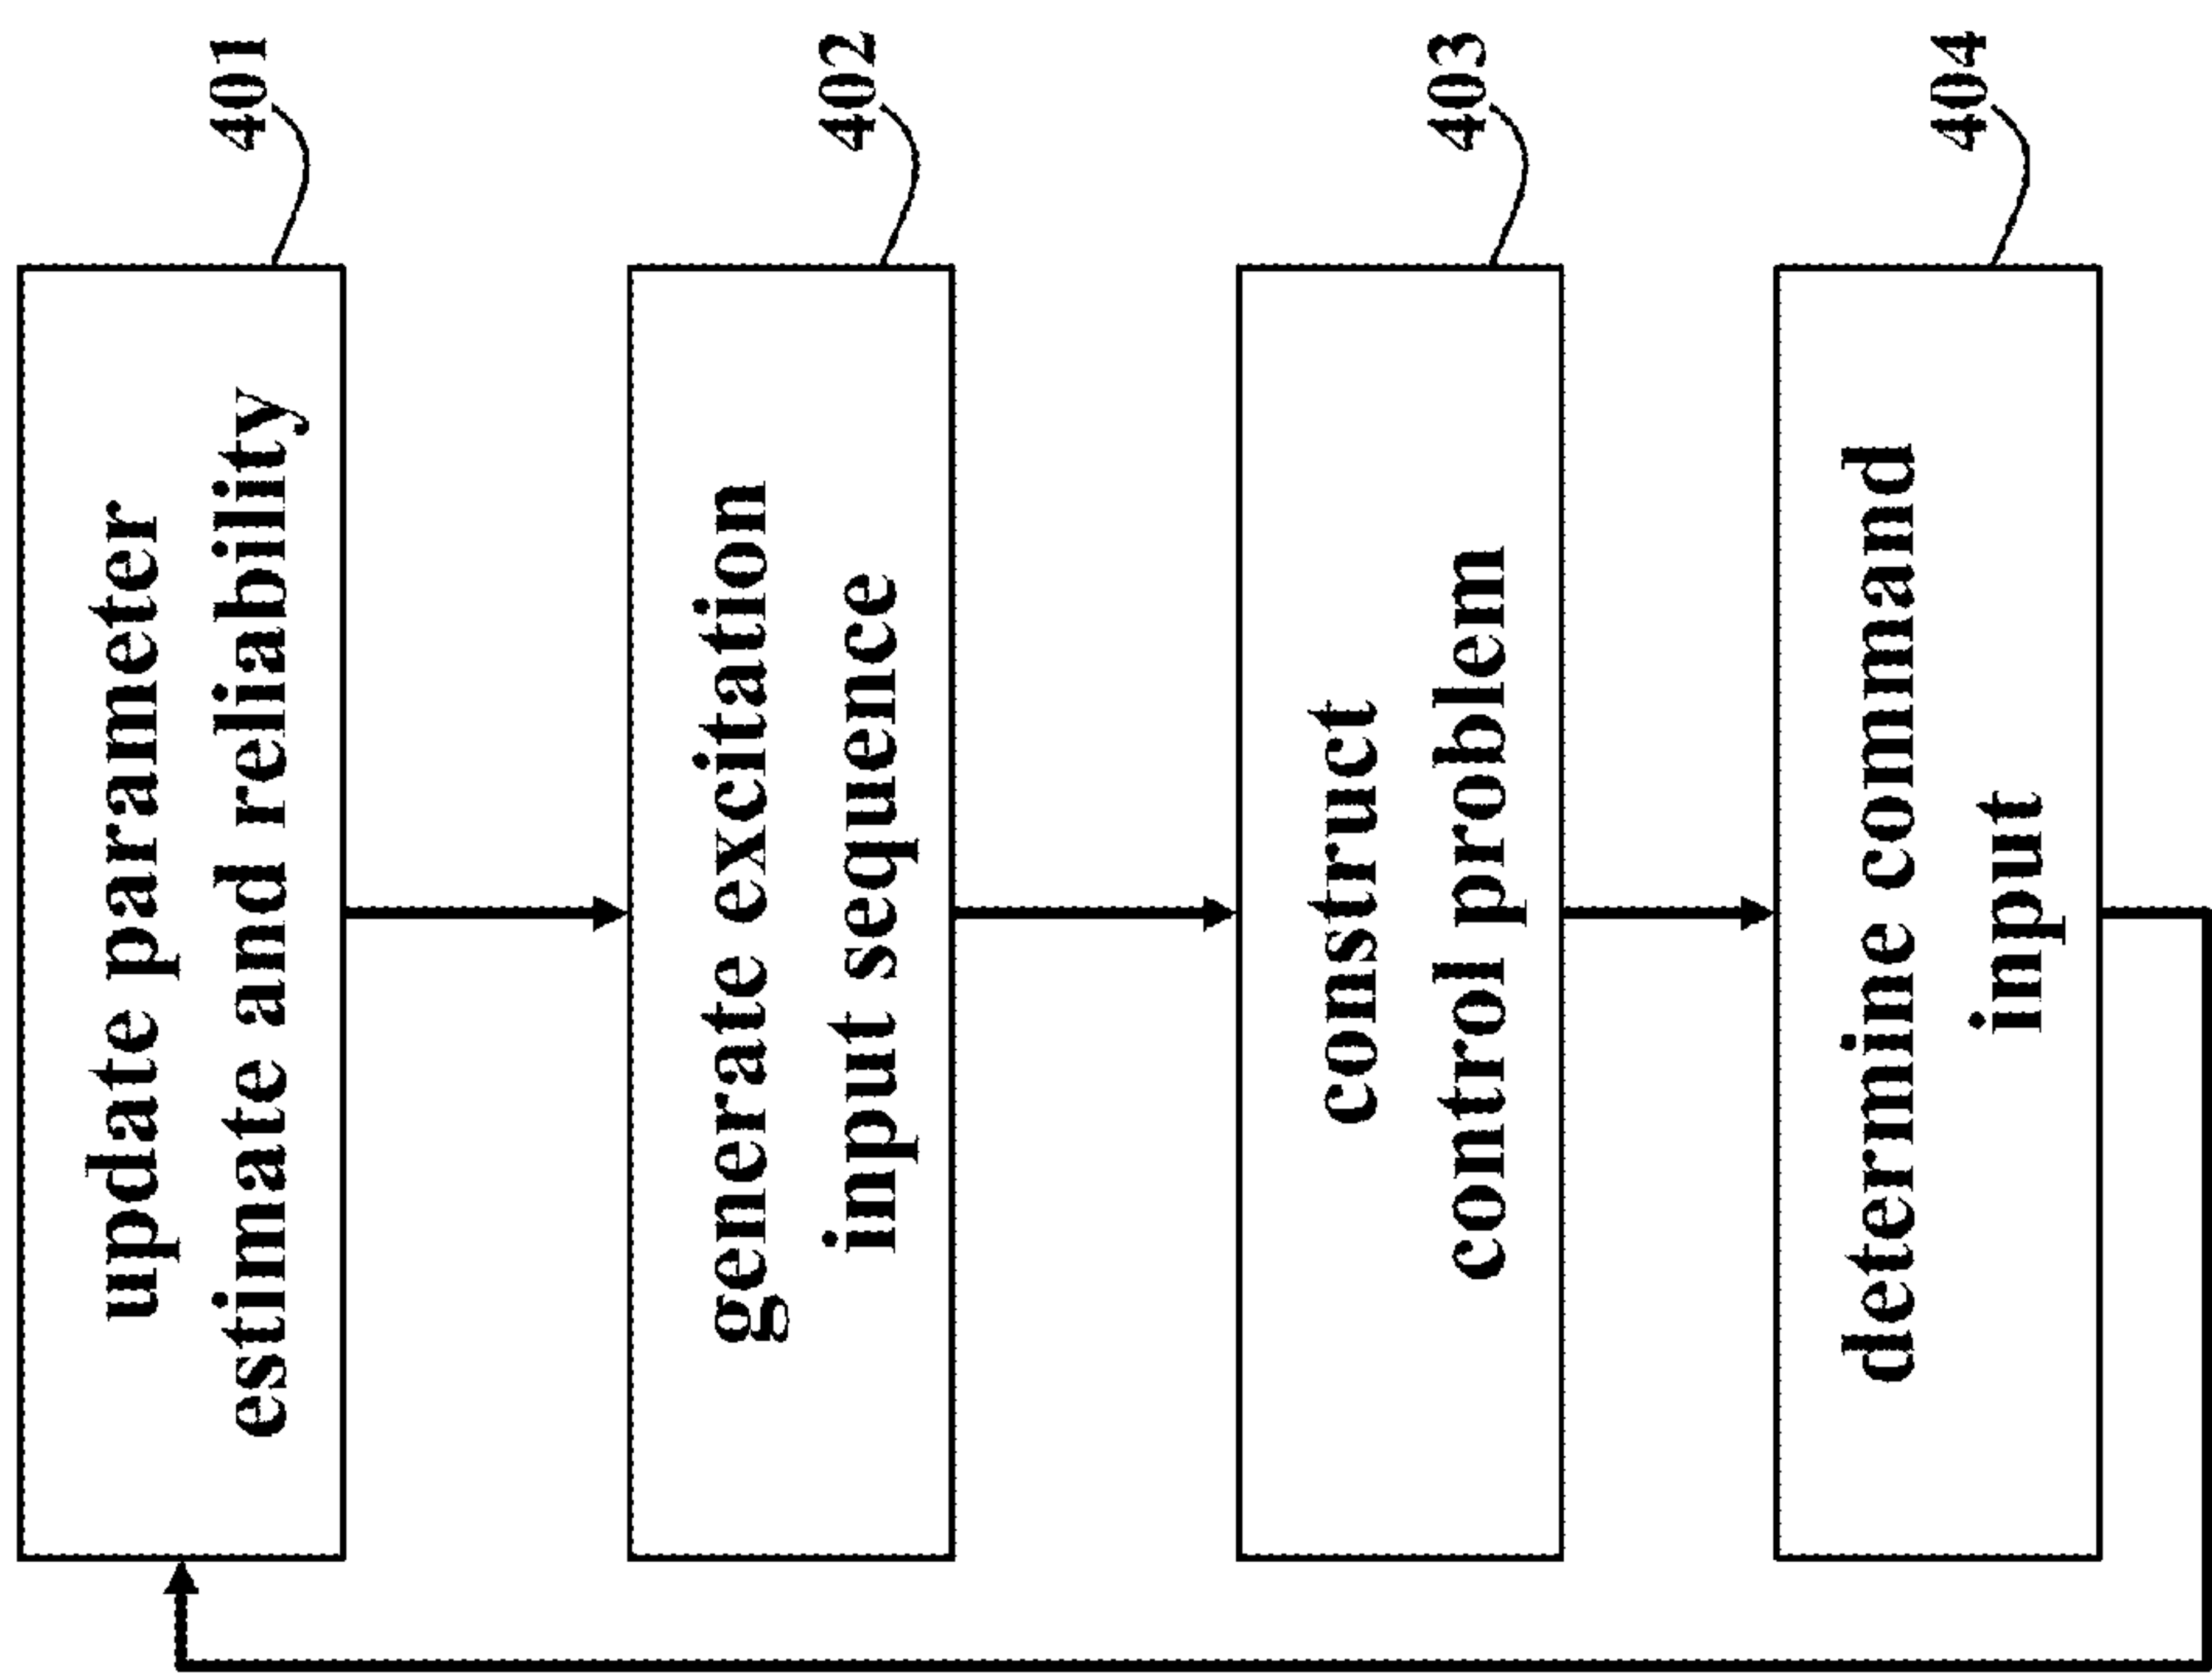 update parameter
estimate and reliability
401
generate excitation
input sequence
402
construct
control problem
403
determine command
input
404